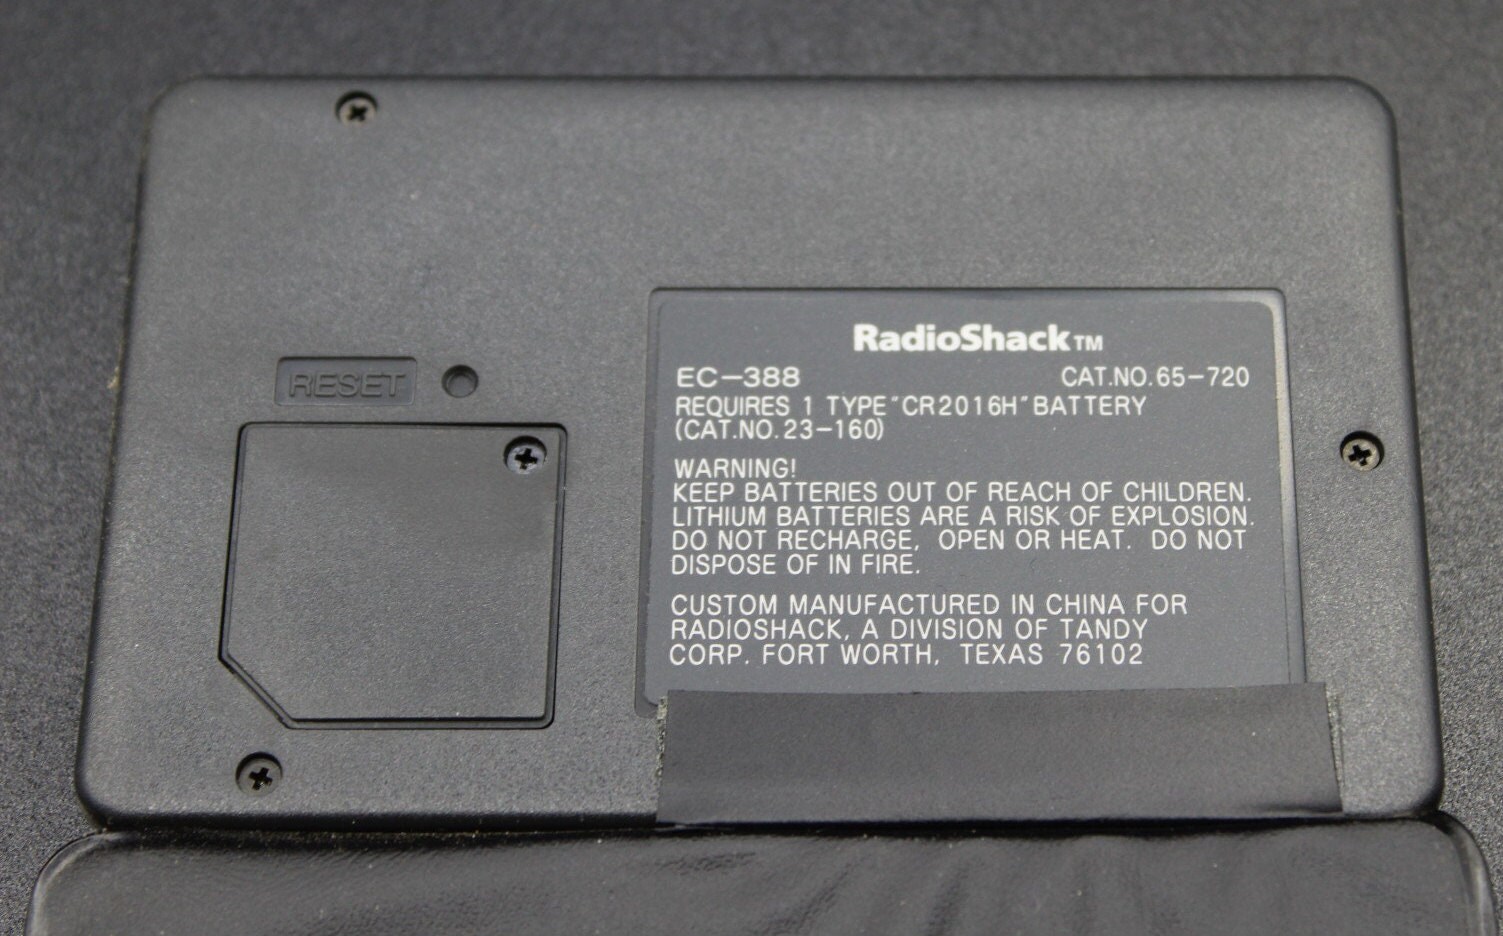 RESET
RadioShack™
EC-388 CAT.NO.65-720
REQUIRES 1 TYPE "CR2016H" BATTERY
(CAT.NO.23-160)
WARNING!
KEEP BATTERIES OUT OF REACH OF CHILDREN.
LITHIUM BATTERIES ARE A RISK OF EXPLOSION.
DO NOT RECHARGE, OPEN OR HEAT. DO NOT
DISPOSE OF IN FIRE.
CUSTOM MANUFACTURED IN CHINA FOR
RADIOSHACK, A DIVISION OF TANDY
CORP. FORT WORTH, TEXAS 76102